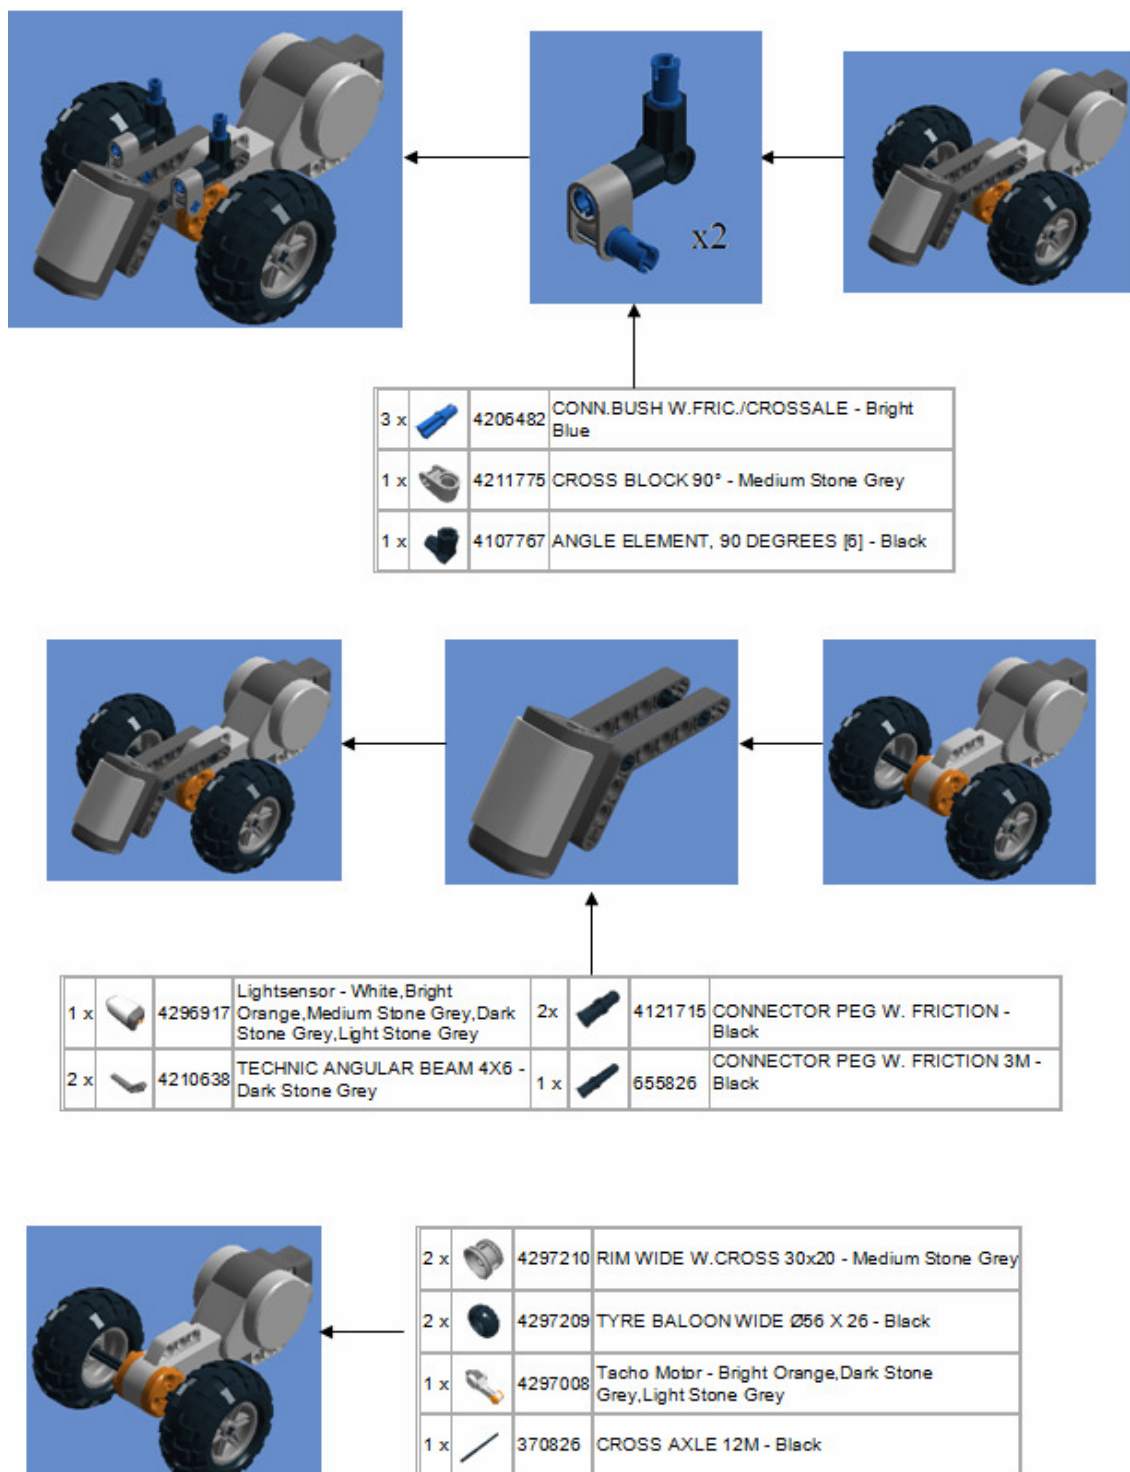 x2
3 x 4206482 CONN.BUSH W.FRIC./CROSSALE - Bright
Blue
1 x 4211775 CROSS BLOCK 90° - Medium Stone Grey
1 x 4107767 ANGLE ELEMENT, 90 DEGREES [6] - Black
1 x 4296917 Lightsensor - White,Bright
Orange,Medium Stone Grey,Dark
Stone Grey,Light Stone Grey
2x 4121715 CONNECTOR PEG W. FRICTION -
Black
2 x 4210638 TECHNIC ANGULAR BEAM 4X6 -
Dark Stone Grey
1 x 655826 CONNECTOR PEG W. FRICTION 3M -
Black
2 x 4297210 RIM WIDE W.CROSS 30x20 - Medium Stone Grey
2 x 4297209 TYRE BALOON WIDE Ø56 X 26 - Black
1 x 4297008 Tacho Motor - Bright Orange,Dark Stone
Grey,Light Stone Grey
1 x 370826 CROSS AXLE 12M - Black